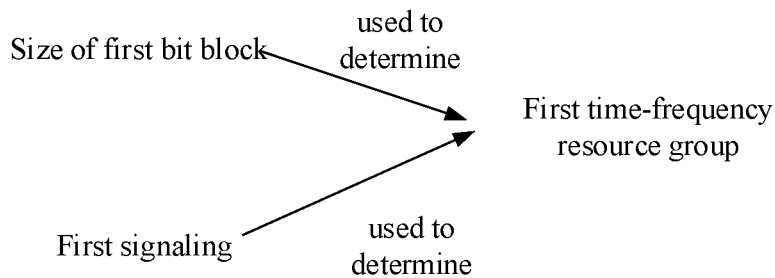 used to
determine
Size of first bit block
First time-frequency
resource group
First signaling
used to
determine